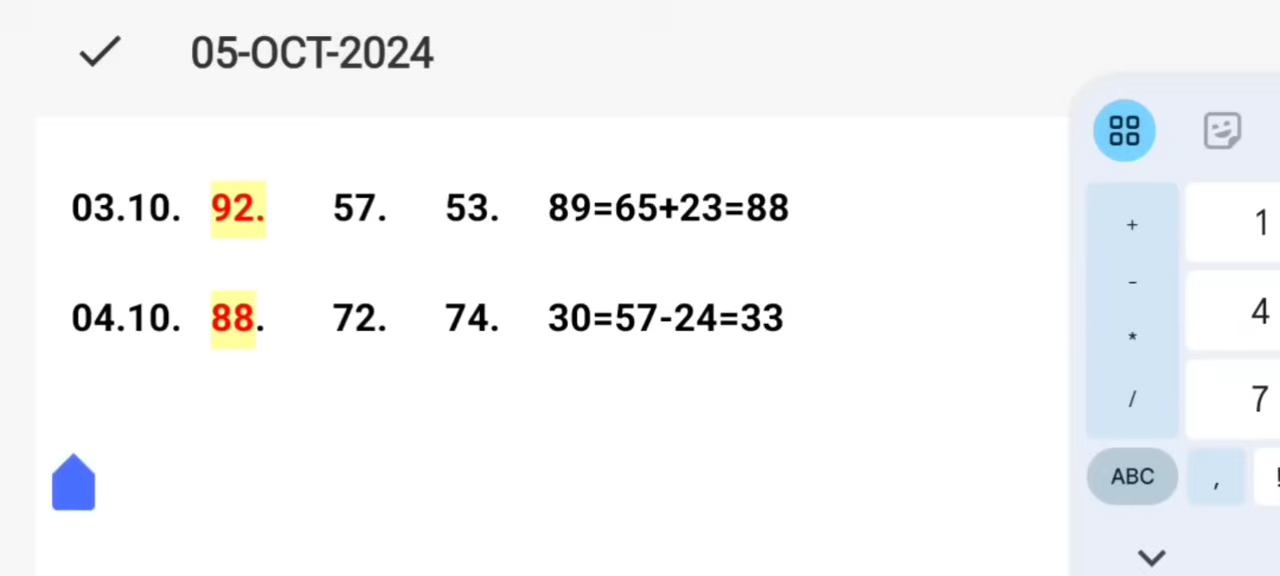 05-OCT-2024
03.10. 92. 57. 53. 89=65+23=88
04.10. 88. 72. 74. 30=57-24=33
+ 1
-
* 4
/ 7
ABC ,